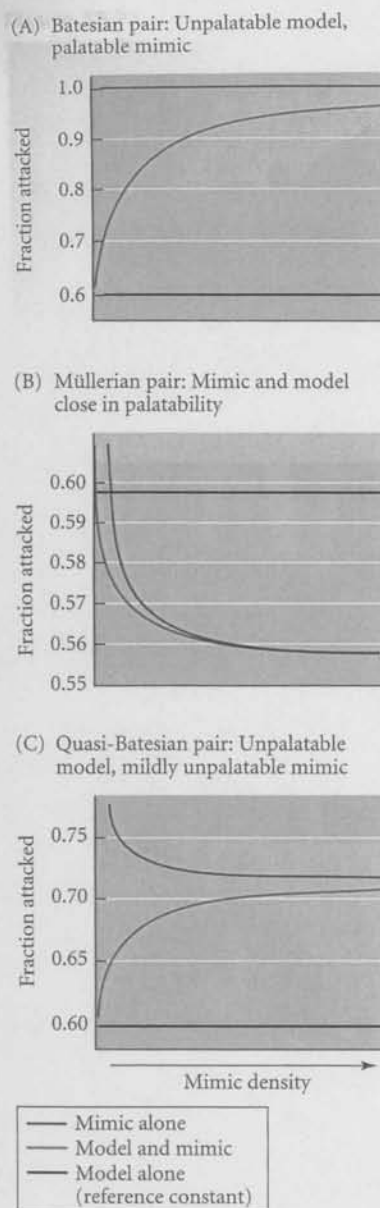 (A) Batesian pair: Unpalatable model,
palatable mimic
Fraction attacked
1.0
0.9
0.8
0.7
0.6
(B) Müllerian pair: Mimic and model
close in palatability
Fraction attacked
0.60
0.59
0.58
0.57
0.56
0.55
(C) Quasi-Batesian pair: Unpalatable
model, mildly unpalatable mimic
Fraction attacked
0.75
0.70
0.65
0.60
Mimic density
Mimic alone
Model and mimic
Model alone
(reference constant)